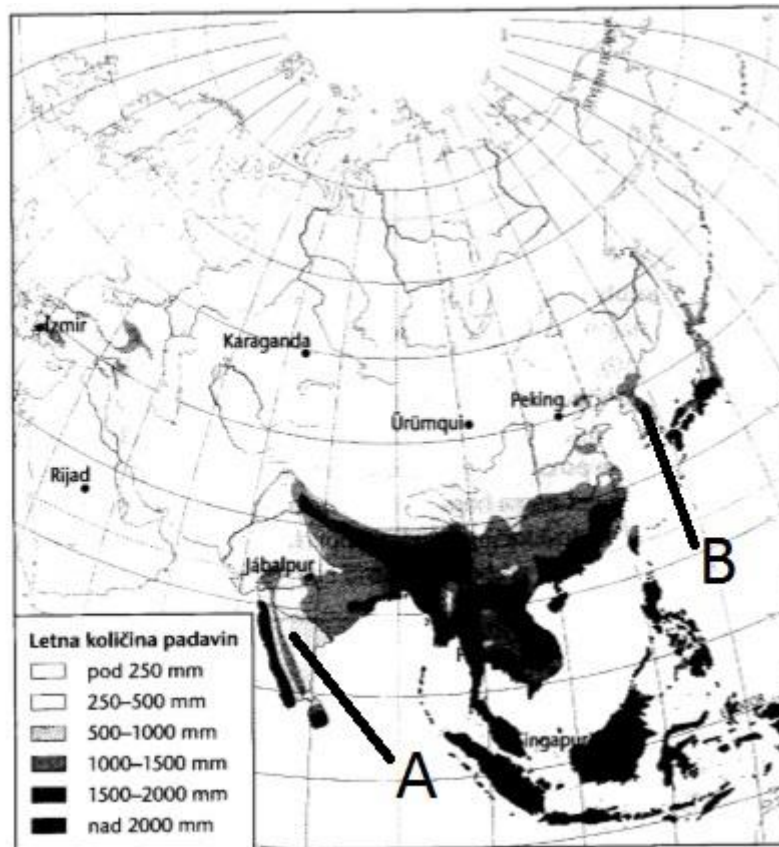 Izmir
Karaganda
Peking
Ürümqui
Rijad
Jabalpur
Singapur
B
A
Letna količina padavin
pod 250 mm
250–500 mm
500–1000 mm
1000–1500 mm
1500–2000 mm
nad 2000 mm